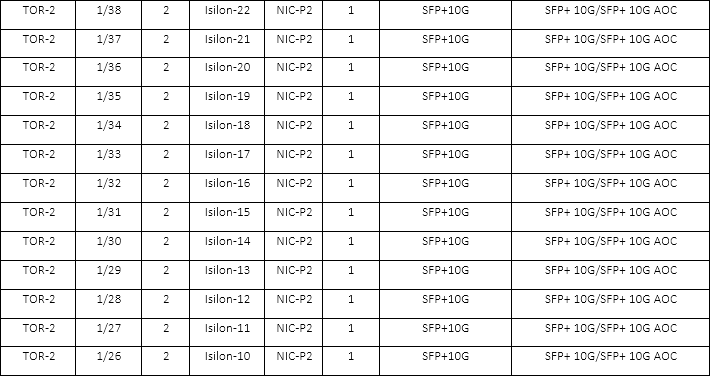 TOR-2 1/38 2 Isilon-22 NIC-P2 1 SFP+10G SFP+ 10G/SFP+ 10G AOC
TOR-2 1/37 2 Isilon-21 NIC-P2 1 SFP+10G SFP+ 10G/SFP+ 10G AOC
TOR-2 1/36 2 Isilon-20 NIC-P2 1 SFP+10G SFP+ 10G/SFP+ 10G AOC
TOR-2 1/35 2 Isilon-19 NIC-P2 1 SFP+10G SFP+ 10G/SFP+ 10G AOC
TOR-2 1/34 2 Isilon-18 NIC-P2 1 SFP+10G SFP+ 10G/SFP+ 10G AOC
TOR-2 1/33 2 Isilon-17 NIC-P2 1 SFP+10G SFP+ 10G/SFP+ 10G AOC
TOR-2 1/32 2 Isilon-16 NIC-P2 1 SFP+10G SFP+ 10G/SFP+ 10G AOC
TOR-2 1/31 2 Isilon-15 NIC-P2 1 SFP+10G SFP+ 10G/SFP+ 10G AOC
TOR-2 1/30 2 Isilon-14 NIC-P2 1 SFP+10G SFP+ 10G/SFP+ 10G AOC
TOR-2 1/29 2 Isilon-13 NIC-P2 1 SFP+10G SFP+ 10G/SFP+ 10G AOC
TOR-2 1/28 2 Isilon-12 NIC-P2 1 SFP+10G SFP+ 10G/SFP+ 10G AOC
TOR-2 1/27 2 Isilon-11 NIC-P2 1 SFP+10G SFP+ 10G/SFP+ 10G AOC
TOR-2 1/26 2 Isilon-10 NIC-P2 1 SFP+10G SFP+ 10G/SFP+ 10G AOC